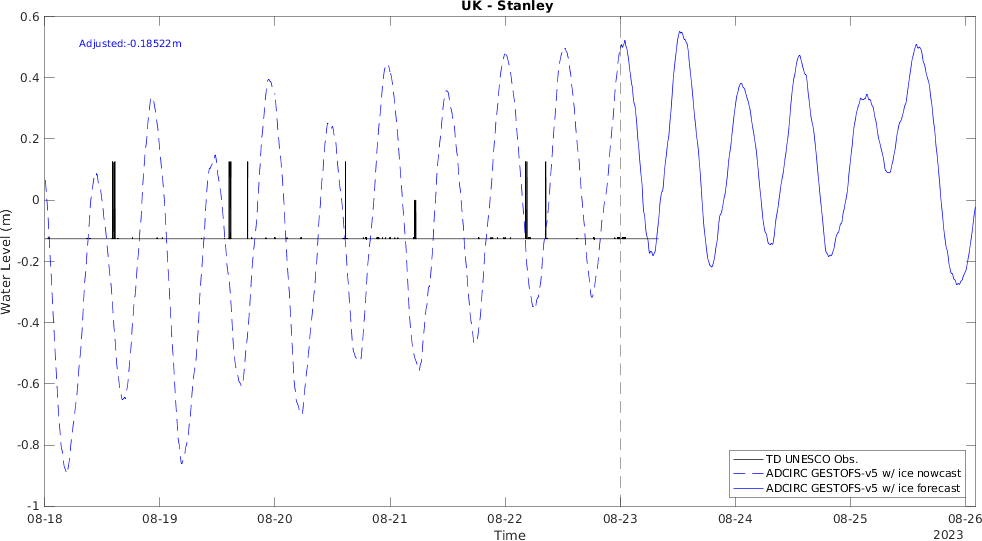 UK - Stanley
Adjusted:-0.18522m
0.6
0.4
0.2
0
-0.2
-0.4
-0.6
-0.8
-1
Water Level (m)
TD UNESCO Obs.
ADCIRC GESTOFS-v5 w/ ice nowcast
ADCIRC GESTOFS-v5 w/ ice forecast
08-18 08-19 08-20 08-21 08-22 08-23 08-24 08-25 08-26
Time
2023